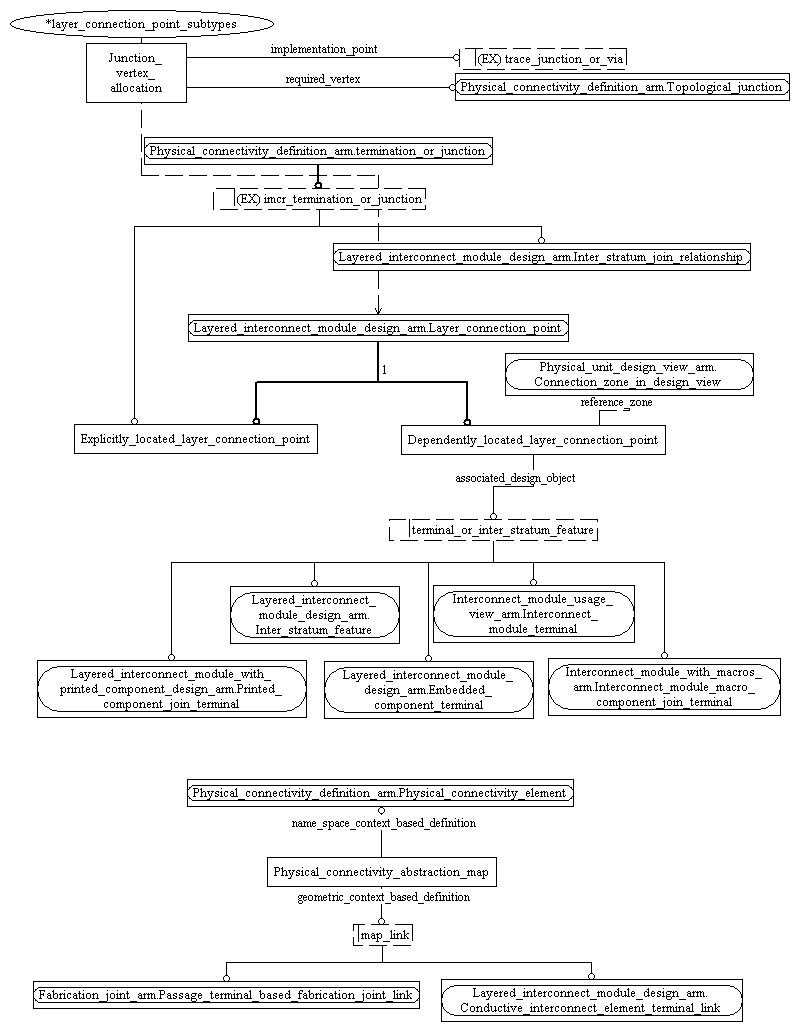 *layer_connection_point_subtypes
Junction_
vertex_
allocation
implementation_point
(EX) trace_junction_or_via
required_vertex
Physical_connectivity_definition_arm.Topological_junction
Physical_connectivity_definition_arm.termination_or_junction
(EX) imcr_termination_or_junction
Layered_interconnect_module_design_arm.Inter_stratum_join_relationship
Layered_interconnect_module_design_arm.Layer_connection_point
1
Physical_unit_design_view_arm.
Connection_zone_in_design_view
reference_zone
Explicitly_located_layer_connection_point
Dependently_located_layer_connection_point
associated_design_object
terminal_or_inter_stratum_feature
Layered_interconnect_
module_design_arm.
Inter_stratum_feature
Interconnect_module_usage_
view_arm.Interconnect_
module_terminal
Layered_interconnect_module_with_
printed_component_design_arm.Printed_
component_join_terminal
Layered_interconnect_module_
design_arm.Embedded_
component_terminal
Interconnect_module_with_macros_
arm.Interconnect_module_macro_
component_join_terminal
Physical_connectivity_definition_arm.Physical_connectivity_element
name_space_context_based_definition
Physical_connectivity_abstraction_map
geometric_context_based_definition
map_link
Fabrication_joint_arm.Passage_terminal_based_fabrication_joint_link
Layered_interconnect_module_design_arm.
Conductive_interconnect_element_terminal_link